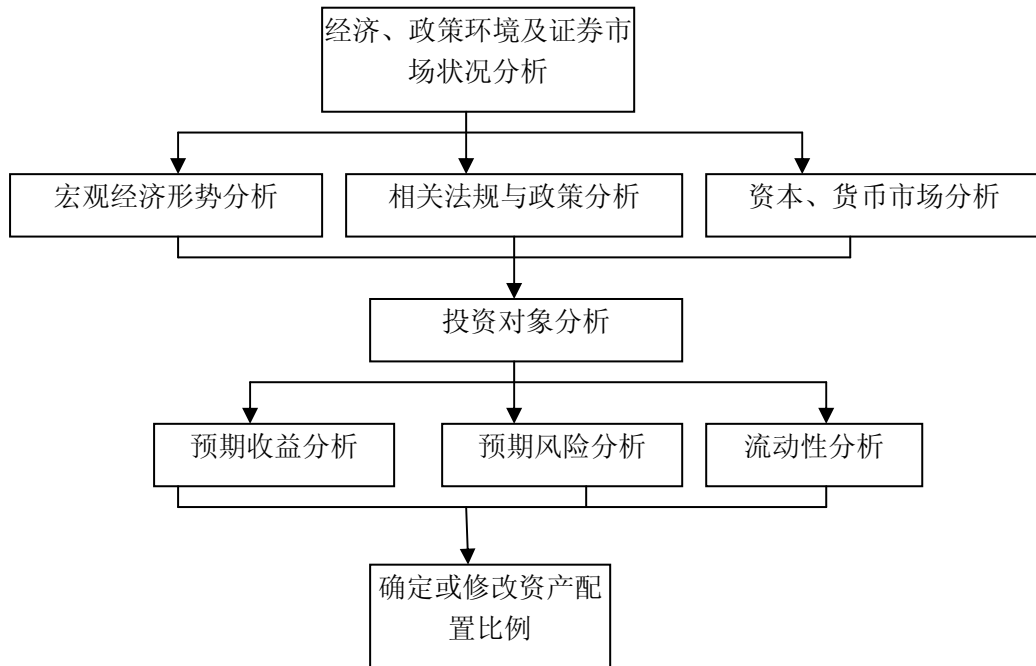 经济、政策环境及证券市
场状况分析
宏观经济形势分析
相关法规与政策分析
资本、货币市场分析
投资对象分析
预期收益分析
预期风险分析
流动性分析
确定或修改资产配
置比例